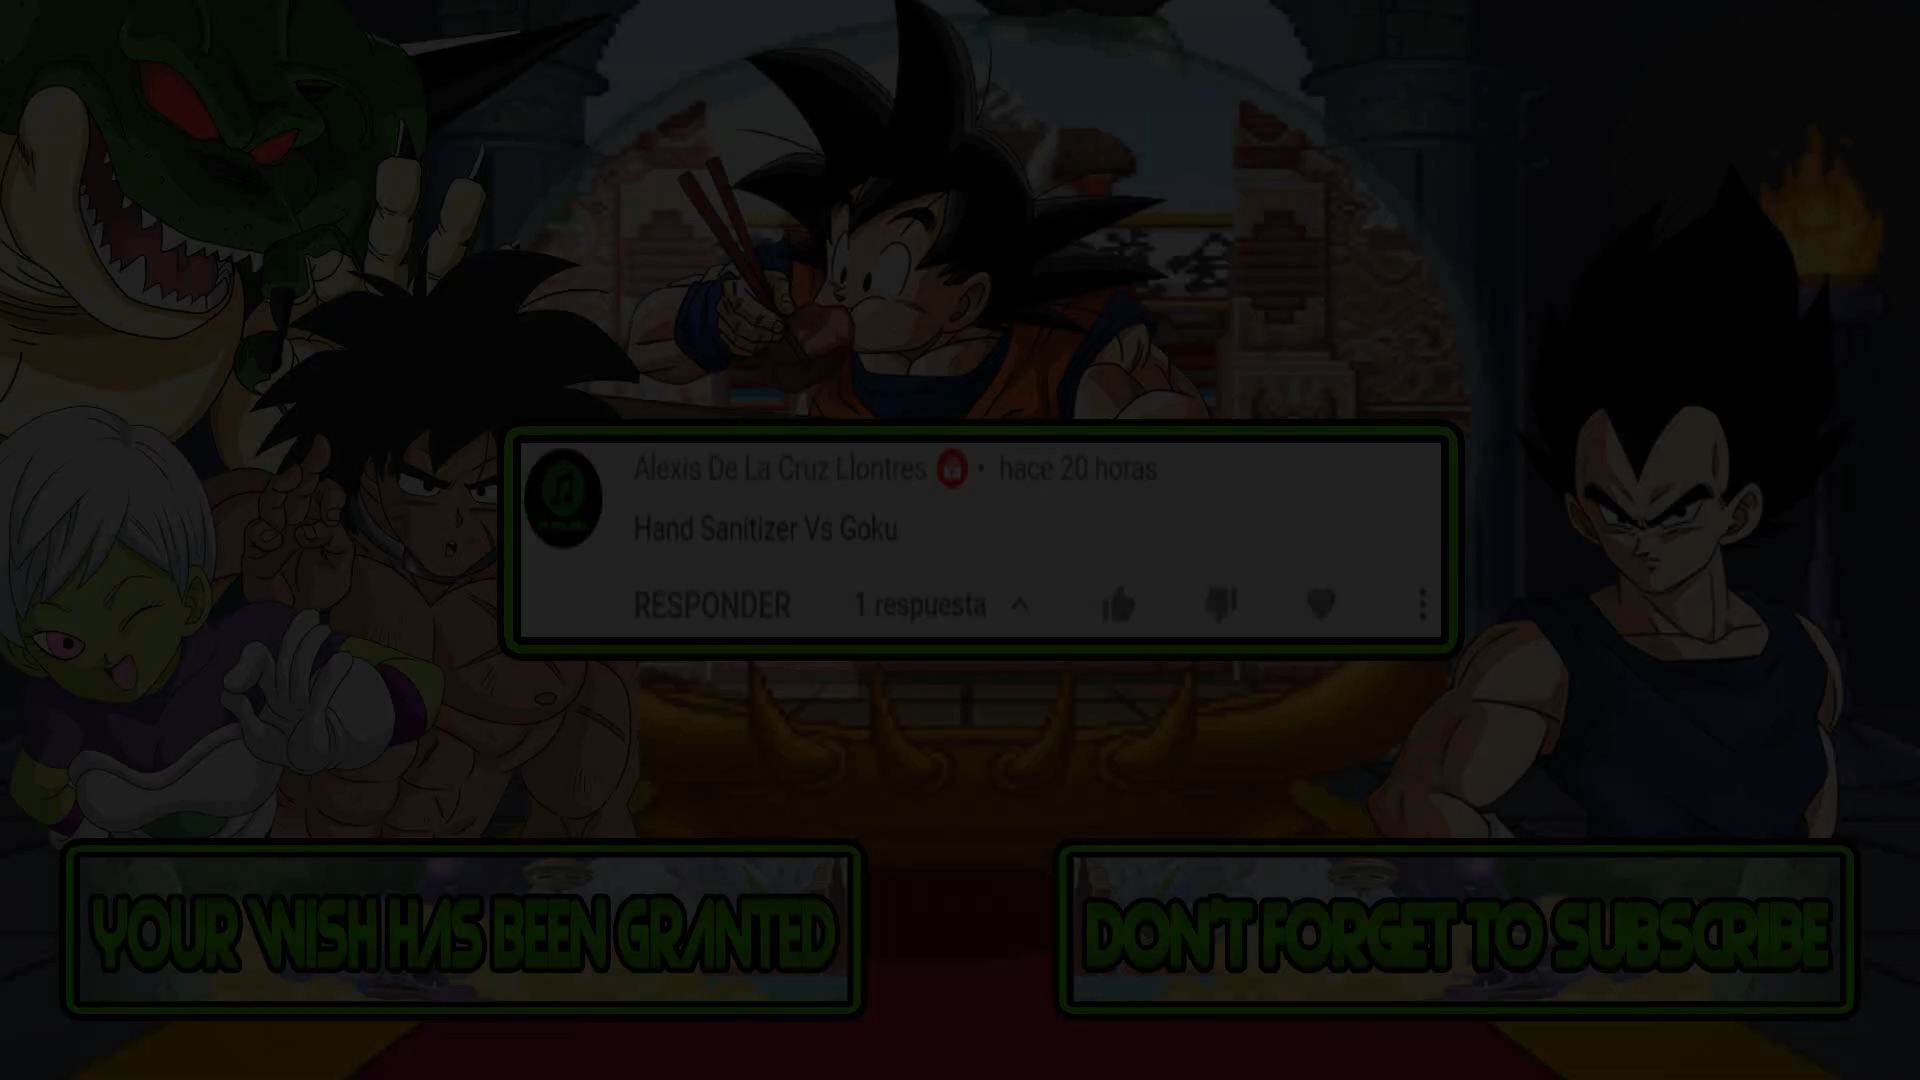 Alexis De La Cruz Llontres • hace 20 horas
Hand Sanitizer Vs Goku
RESPONDER 1 respuesta
YOUR WISH HAS BEEN GRANTED
DON'T FORGET TO SUBSCRIBE